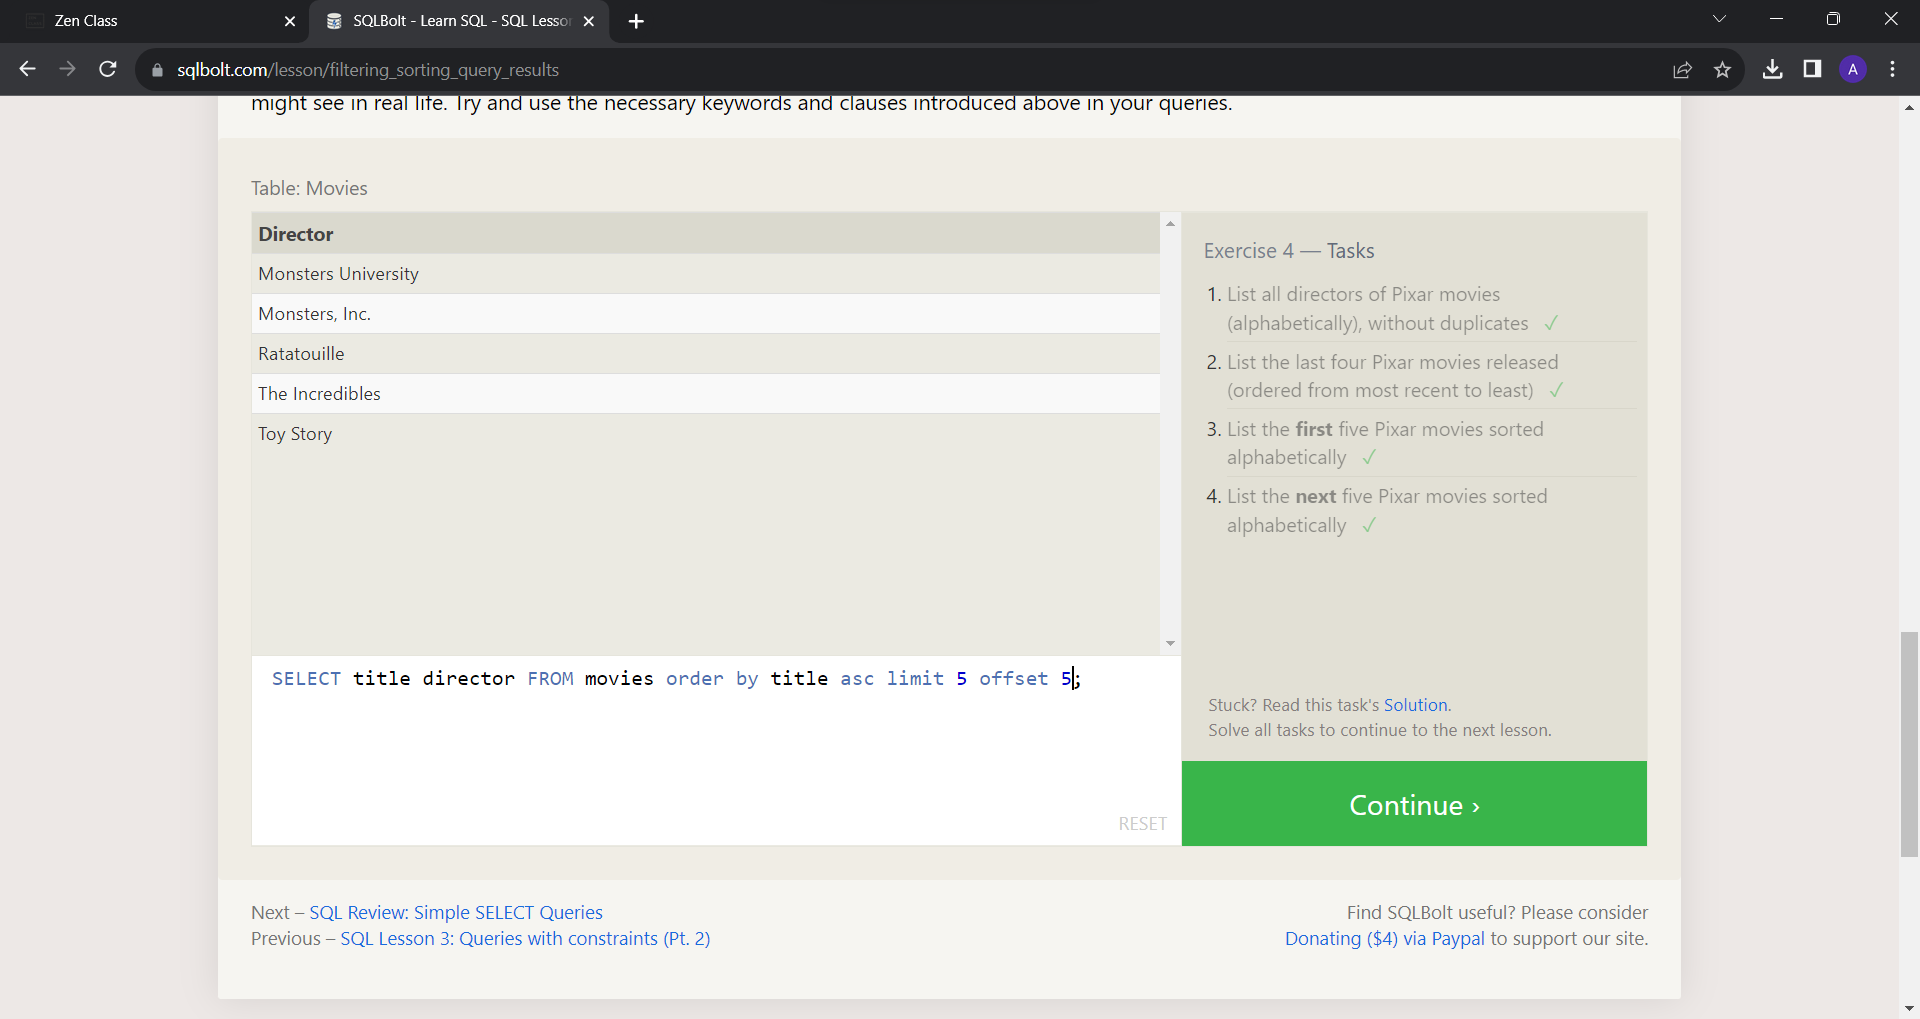 Zen Class
SQLBolt - Learn SQL - SQL Lesso
sqlbolt.com/lesson/filtering_sorting_query_results
A
might see in real life. Try and use the necessary keywords and clauses introduced above in your queries.
Table: Movies
Director
Monsters University
Monsters, Inc.
Ratatouille
The Incredibles
Toy Story
SELECT title director FROM movies order by title asc limit 5 offset 5;
RESET
Exercise 4 — Tasks
1. List all directors of Pixar movies
(alphabetically), without duplicates ✓
2. List the last four Pixar movies released
(ordered from most recent to least) ✓
3. List the first five Pixar movies sorted
alphabetically ✓
4. List the next five Pixar movies sorted
alphabetically ✓
Stuck? Read this task's Solution.
Solve all tasks to continue to the next lesson.
Continue ›
Next – SQL Review: Simple SELECT Queries
Previous – SQL Lesson 3: Queries with constraints (Pt. 2)
Find SQLBolt useful? Please consider
Donating ($4) via Paypal to support our site.